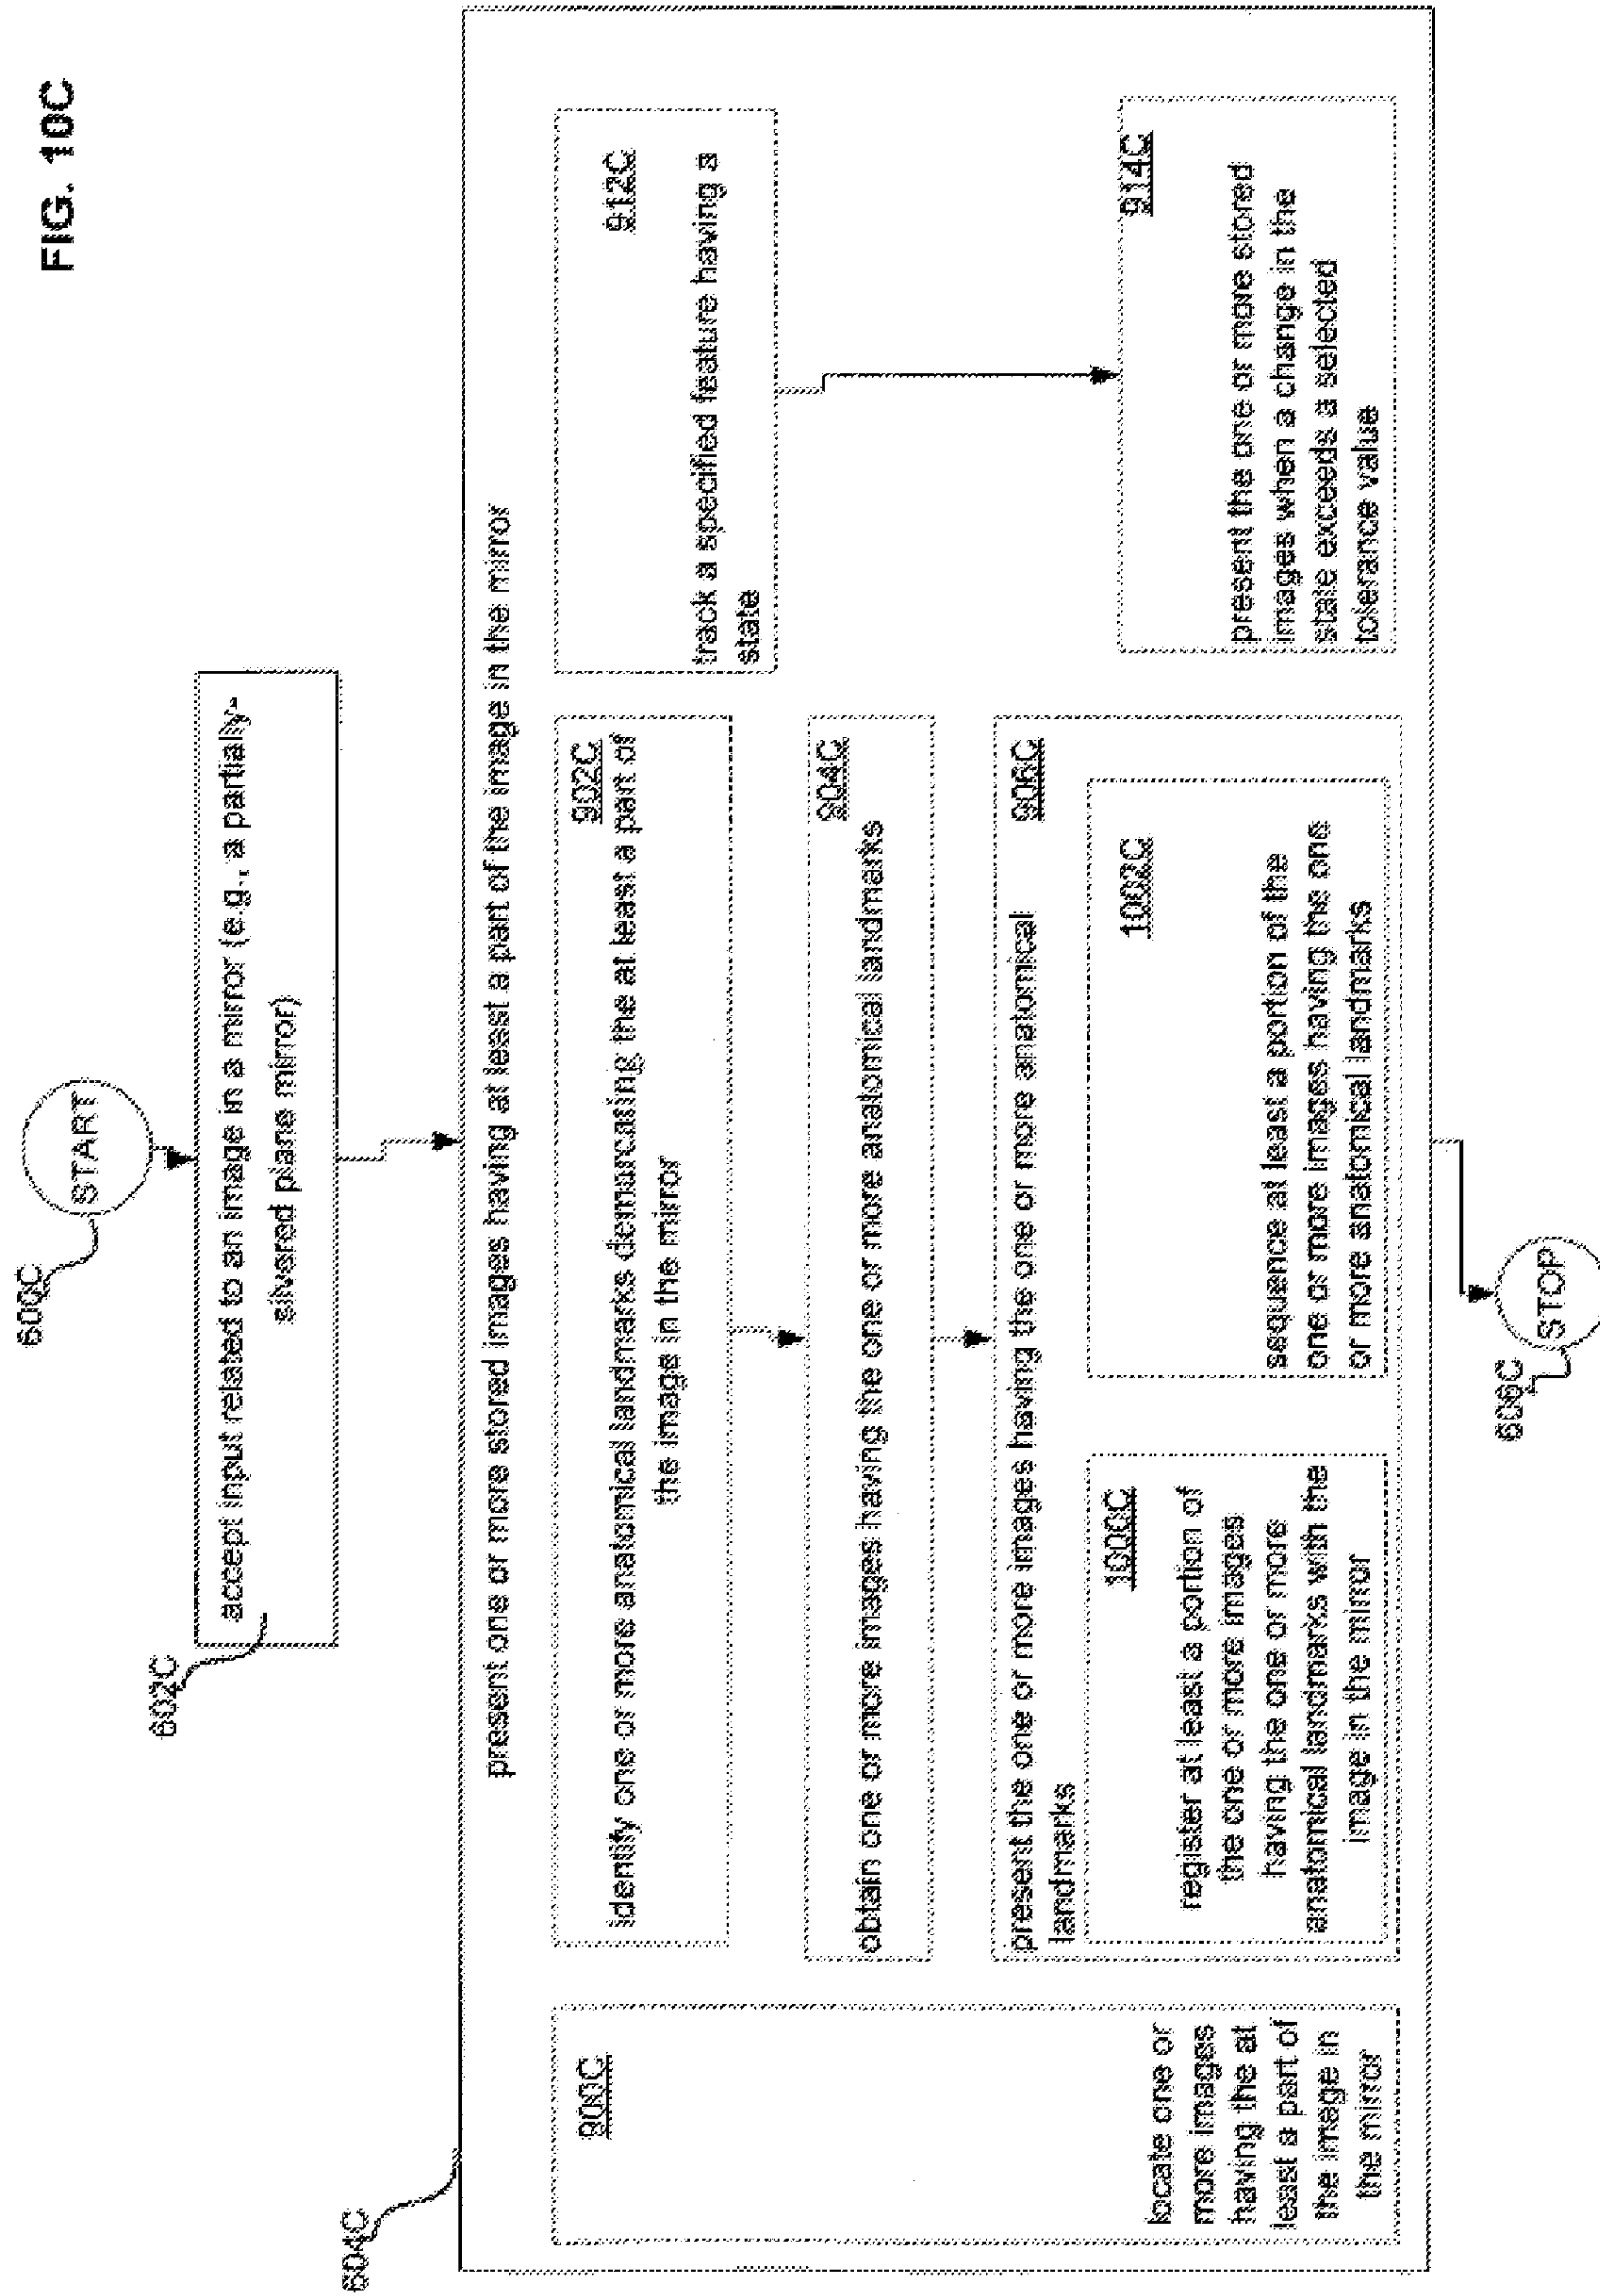 FIG. 10C
600C
START
602C
accept input related to an image in a mirror (e.g., a partially-
silvered plane mirror)
604C
present one or more stored images having at least a part of the image in the mirror
900C
locate one or
more images
having the at
least a part of
the image in
the mirror
902C
identify one or more anatomical landmarks demarcating the at least a part of
the image in the mirror
904C
obtain one or more images having the one or more anatomical landmarks
906C
present the one or more images having the one or more anatomical
landmarks
1000C
register at least a portion of
the one or more images
having the one or more
anatomical landmarks with the
image in the mirror
1002C
sequence at least a portion of the
one or more images having the one
or more anatomical landmarks
912C
track a specified feature having a
state
914C
present the one or more stored
images when a change in the
state exceeds a selected
tolerance value
606C
STOP